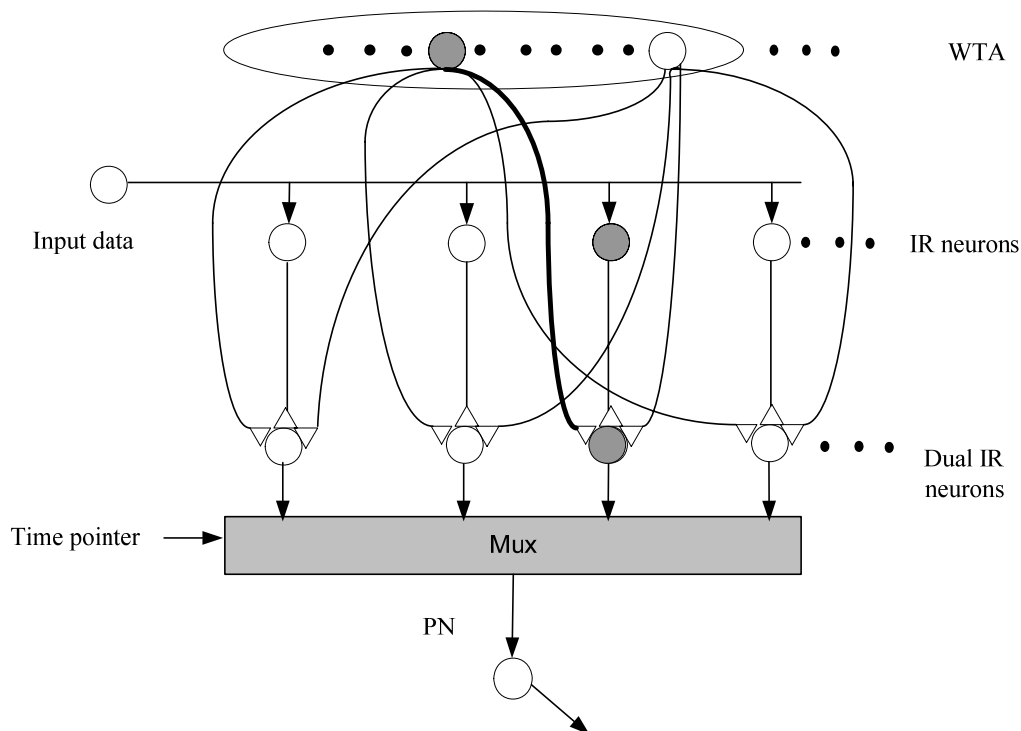 WTA
Input data
IR neurons
Dual IR
neurons
Time pointer
Mux
PN